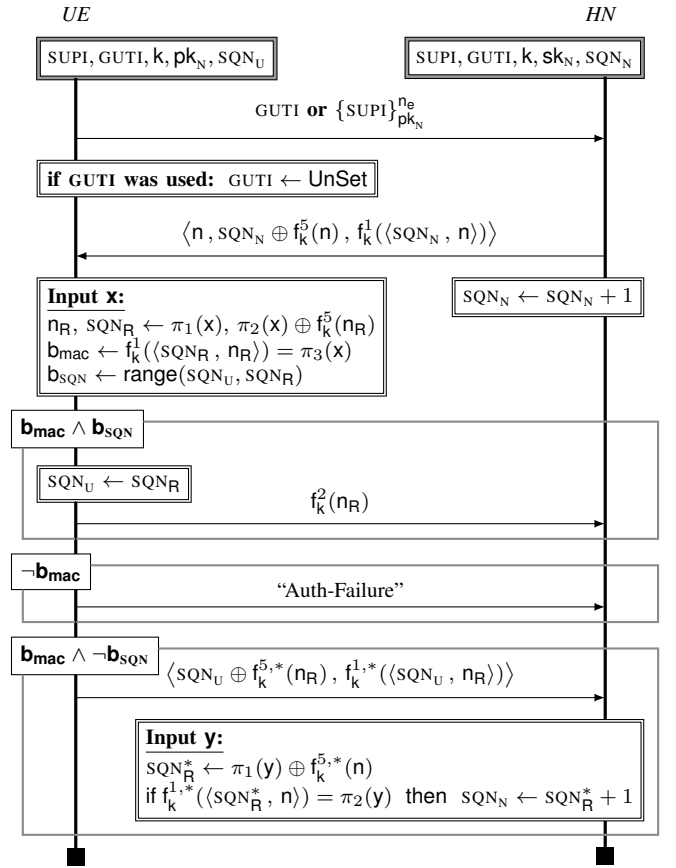 UE HN
SUPI, GUTI, k, pk_N, SQN_U SUPI, GUTI, k, sk_N, SQN_N
GUTI or {SUPI}^{n_e}_{pk_N}
if GUTI was used: GUTI ← UnSet
⟨n , SQN_N ⊕ f^5_k(n) , f^1_k(⟨SQN_N , n⟩)⟩
Input x:
n_R, SQN_R ← π_1(x), π_2(x) ⊕ f^5_k(n_R)
b_mac ← f^1_k(⟨SQN_R , n_R⟩) = π_3(x)
b_SQN ← range(SQN_U, SQN_R)
SQN_N ← SQN_N + 1
b_mac ∧ b_SQN
SQN_U ← SQN_R
f^2_k(n_R)
¬b_mac
“Auth-Failure”
b_mac ∧ ¬b_SQN
⟨SQN_U ⊕ f^{5,*}_k(n_R) , f^{1,*}_k(⟨SQN_U , n_R⟩)⟩
Input y:
SQN^*_R ← π_1(y) ⊕ f^{5,*}_k(n)
if f^{1,*}_k(⟨SQN^*_R , n⟩) = π_2(y) then SQN_N ← SQN^*_R + 1